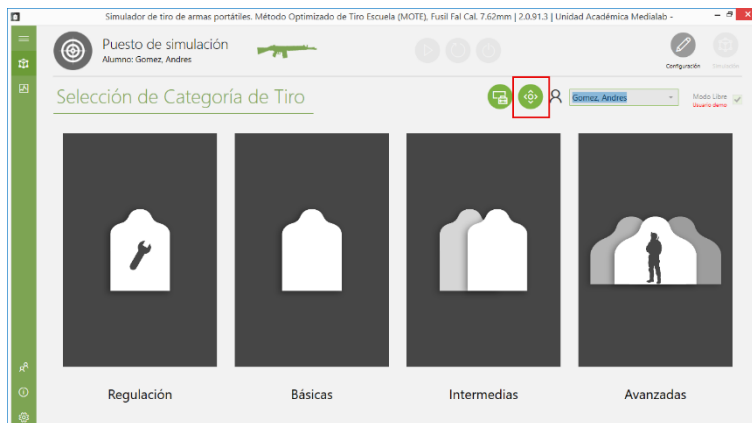 Simulador de tiro de armas portátiles. Método Optimizado de Tiro Escuela (MOTE), Fusil Fal Cal. 7.62mm | 2.0.91.3 | Unidad Académica Medialab -
Puesto de simulación
Alumno: Gomez, Andres
Configuración
Simulación
Selección de Categoría de Tiro
Gomez, Andres
Modo Libre
Usuario demo
Regulación
Básicas
Intermedias
Avanzadas